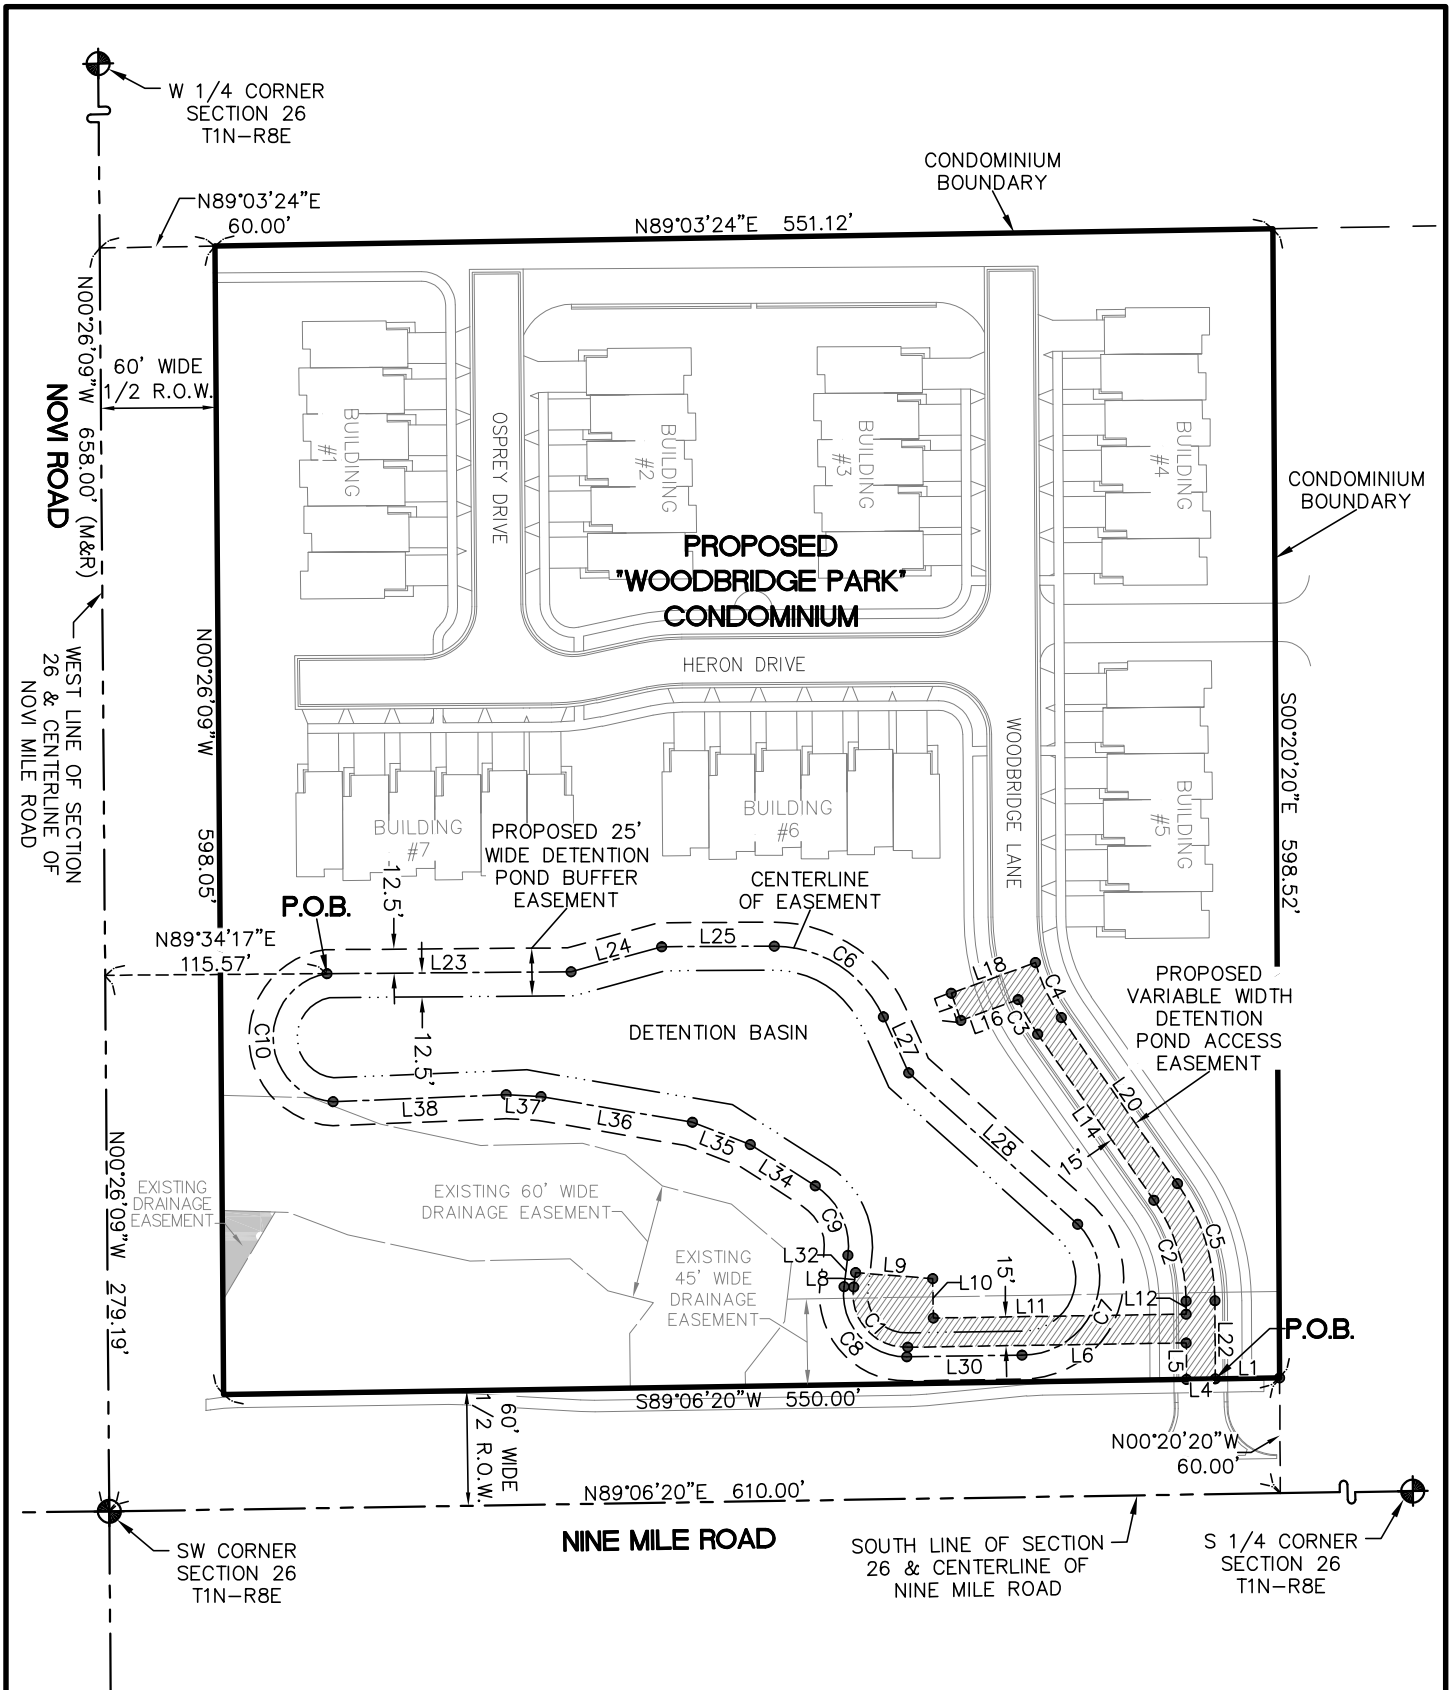 W 1/4 CORNER
SECTION 26
T1N-R8E
CONDOMINIUM
BOUNDARY
N89°03'24"E
60.00'
N89°03'24"E 551.12'
N00°26'09"W 658.00' (M&R)
60' WIDE
1/2 R.O.W.
NOVI ROAD
BUILDING
#1
OSPREY DRIVE
BUILDING
#2
BUILDING
#3
BUILDING
#4
CONDOMINIUM
BOUNDARY
PROPOSED
"WOODBRIDGE PARK"
CONDOMINIUM
HERON DRIVE
WEST LINE OF SECTION
26 & CENTERLINE OF
NOVI MILE ROAD
N00°26'09"W 598.05'
S00°20'20"E 598.52'
WOODBRIDGE LANE
BUILDING
#5
BUILDING
#6
BUILDING
#7
PROPOSED 25'
WIDE DETENTION
POND BUFFER
EASEMENT
CENTERLINE
OF EASEMENT
12.5'
P.O.B.
N89°34'17"E
115.57'
L23
L24
L25
C6
L18
L17
L16
C3
C4
PROPOSED
VARIABLE WIDTH
DETENTION
POND ACCESS
EASEMENT
C10
12.5'
DETENTION BASIN
L27
L20
L14
15'
L28
L38
L37
L36
L35
L34
C9
C2
C5
N00°26'09"W 279.19'
EXISTING
DRAINAGE
EASEMENT
EXISTING 60' WIDE
DRAINAGE EASEMENT
EXISTING
45' WIDE
DRAINAGE
EASEMENT
L32
L8
L9
L10
15'
L11
L12
C1
C7
C8
L30
L6
L5
L22
L4
L1
P.O.B.
S89°06'20"W 550.00'
60' WIDE
1/2 R.O.W.
N00°20'20"W
60.00'
N89°06'20"E 610.00'
NINE MILE ROAD
SW CORNER
SECTION 26
T1N-R8E
SOUTH LINE OF SECTION
26 & CENTERLINE OF
NINE MILE ROAD
S 1/4 CORNER
SECTION 26
T1N-R8E